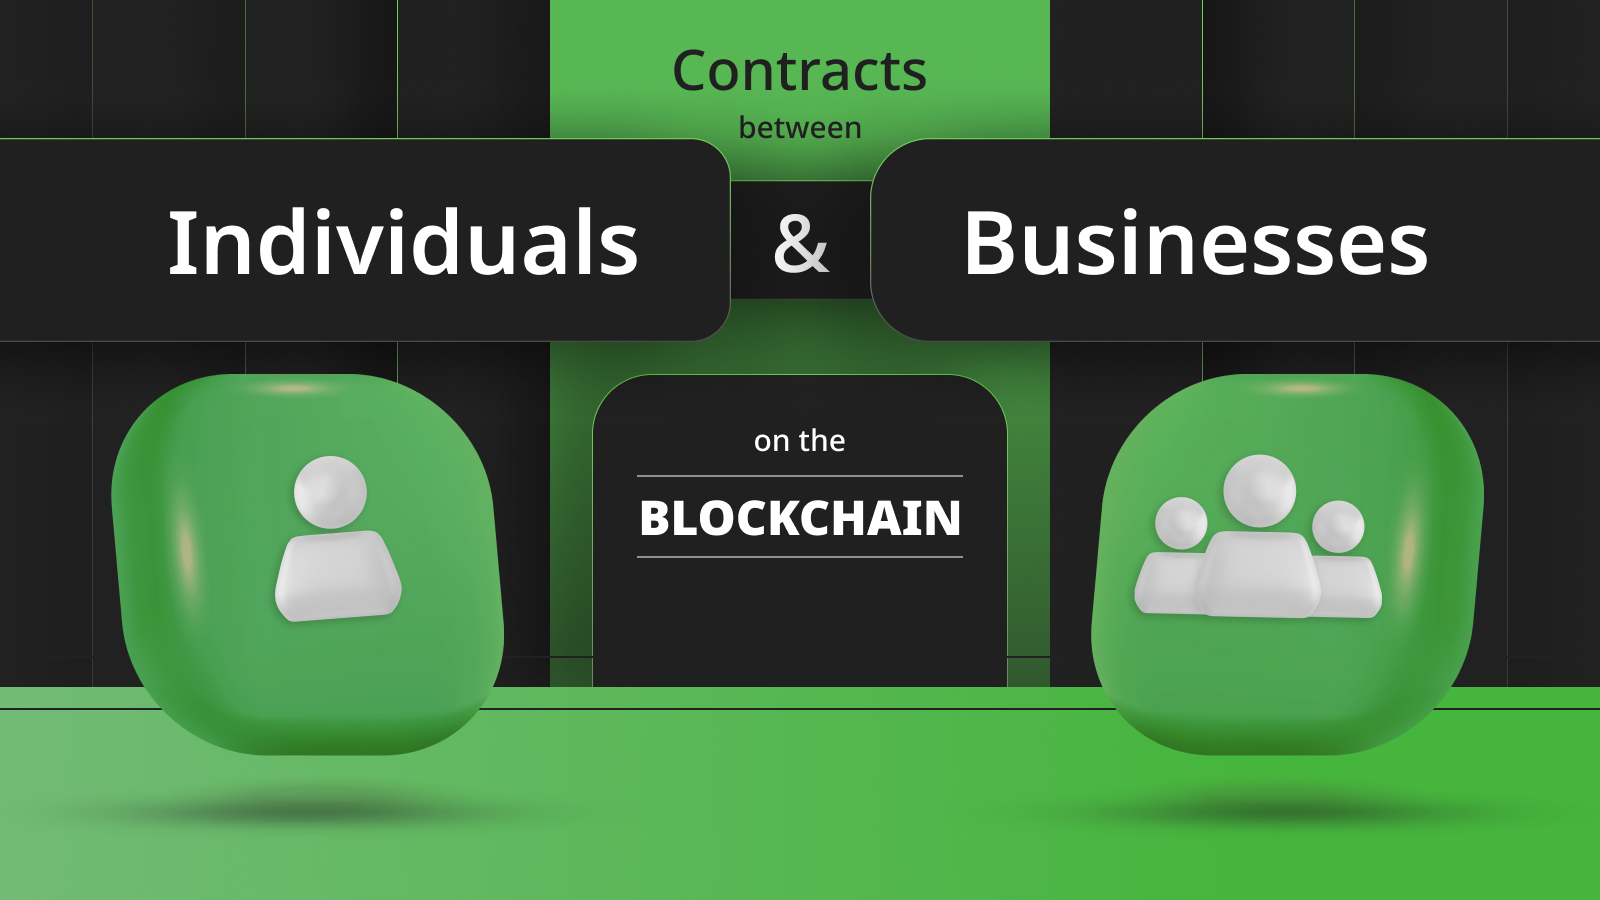 Contracts
between
Individuals & Businesses
on the
BLOCKCHAIN